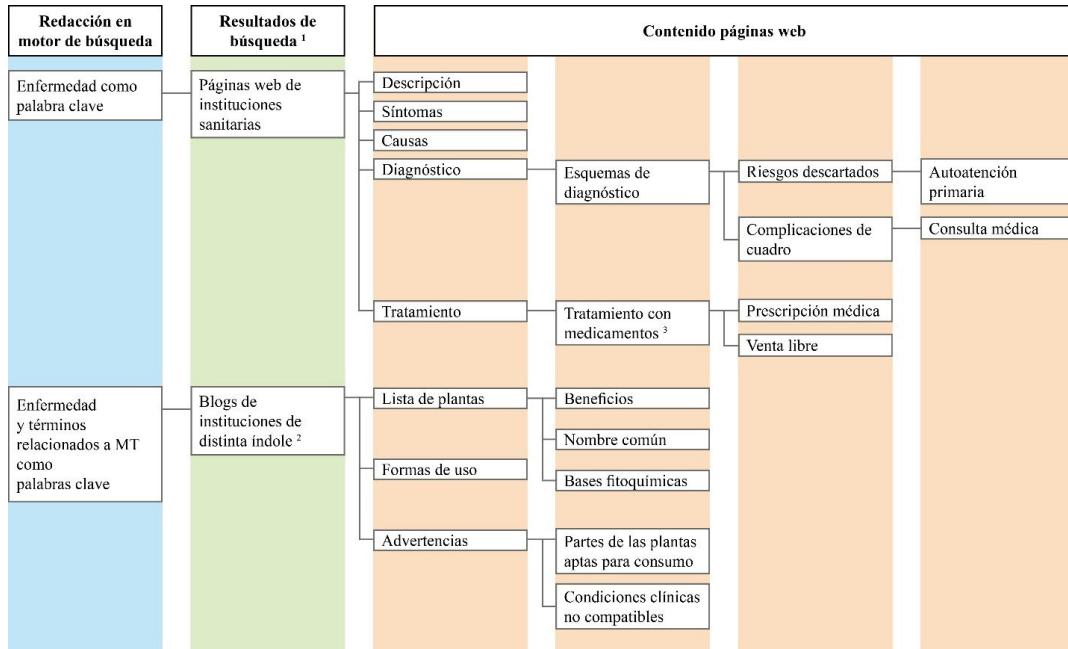 Redacción en
motor de búsqueda
Resultados de
búsqueda ¹
Contenido páginas web
Enfermedad como
palabra clave
Páginas web de
instituciones
sanitarias
Descripción
Síntomas
Causas
Diagnóstico
Esquemas de
diagnóstico
Riesgos descartados
Autoatención
primaria
Complicaciones de
cuadro
Consulta médica
Tratamiento
Tratamiento con
medicamentos ³
Prescripción médica
Venta libre
Enfermedad
y términos
relacionados a MT
como
palabras clave
Blogs de
instituciones de
distinta índole ²
Lista de plantas
Beneficios
Nombre común
Bases fitoquímicas
Formas de uso
Advertencias
Partes de las plantas
aptas para consumo
Condiciones clínicas
no compatibles